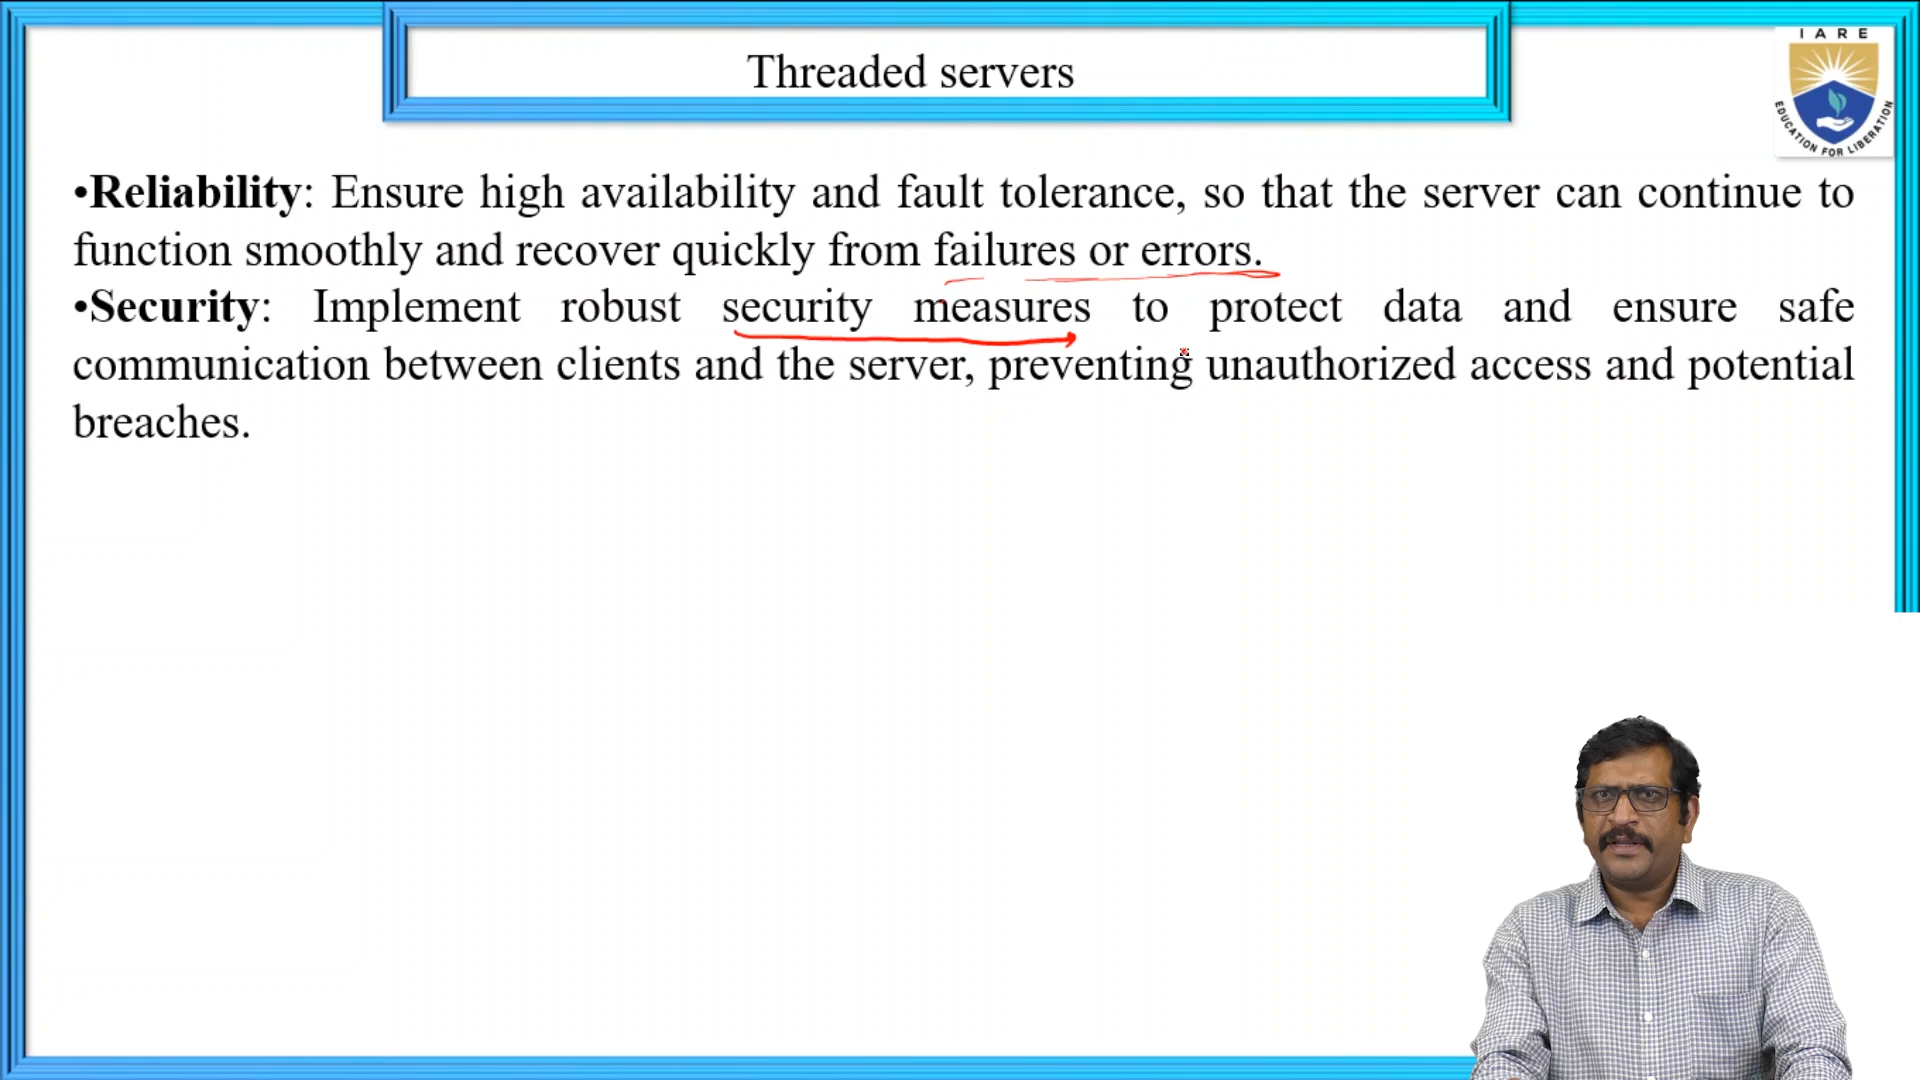 Threaded servers
IARE
EDUCATION FOR LIBERATION
•Reliability: Ensure high availability and fault tolerance, so that the server can continue to
function smoothly and recover quickly from failures or errors.
•Security: Implement robust security measures to protect data and ensure safe
communication between clients and the server, preventing unauthorized access and potential
breaches.